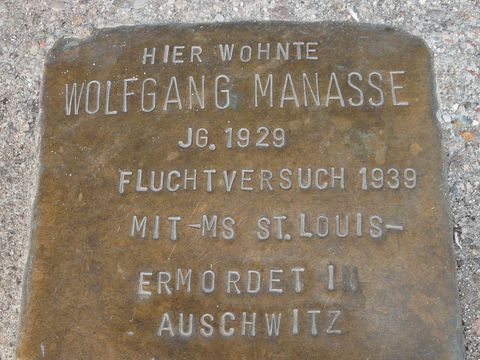 HIER WOHNTE
WOLFGANG MANASSE
JG. 1929
FLUCHTVERSUCH 1939
MIT -MS ST. LOUIS-
ERMORDET IN
AUSCHWITZ